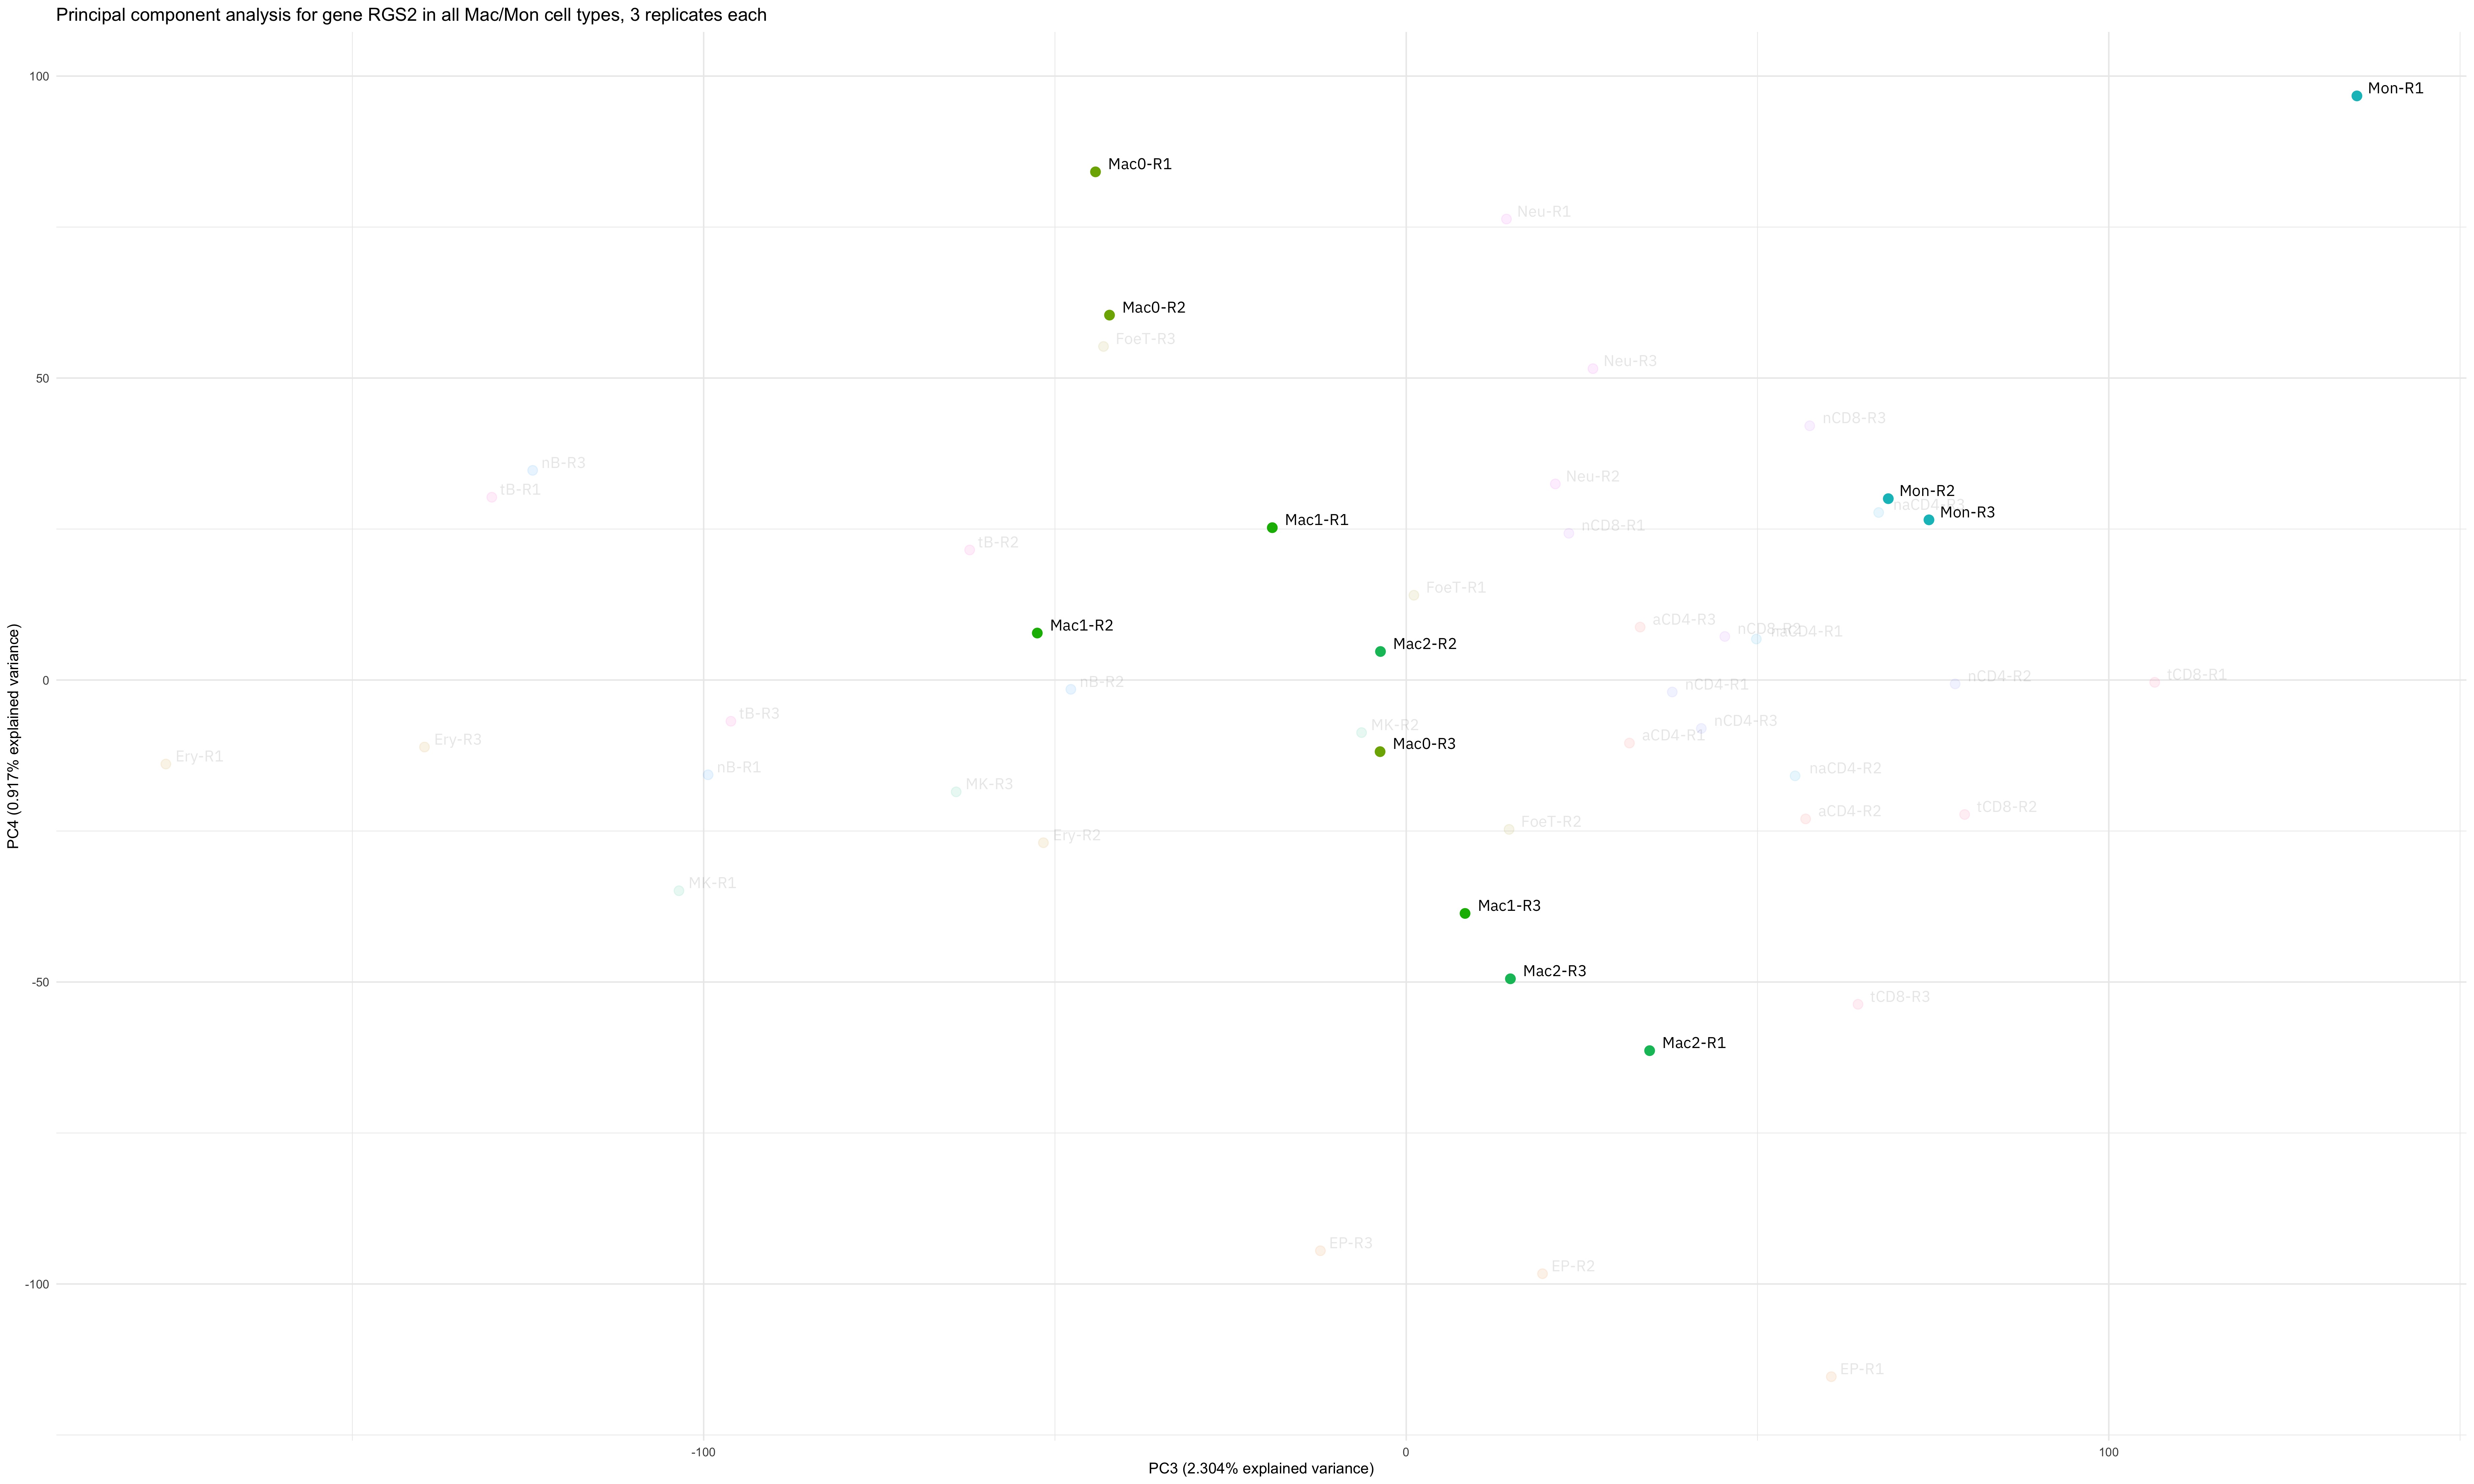 Principal component analysis for gene RGS2 in all Mac/Mon cell types, 3 replicates each
100
Mon-R1
Mac0-R1
Neu-R1
Mac0-R2
FoeT-R3
Neu-R3
50
nCD8-R3
nB-R3
Neu-R2
tB-R1
Mon-R2
naCD4-R3
Mon-R3
Mac1-R1
nCD8-R1
tB-R2
FoeT-R1
aCD4-R3
Mac1-R2
nCD8-R2
naCD4-R1
Mac2-R2
0
nB-R2
nCD4-R1
nCD4-R2
tCD8-R1
tB-R3
MK-R2
nCD4-R3
Ery-R3
Mac0-R3
aCD4-R1
Ery-R1
nB-R1
naCD4-R2
MK-R3
tCD8-R2
aCD4-R2
FoeT-R2
Ery-R2
MK-R1
Mac1-R3
Mac2-R3
-50
tCD8-R3
Mac2-R1
EP-R3
EP-R2
-100
EP-R1
-100
0
100
PC3 (2.304% explained variance)
PC4 (0.917% explained variance)